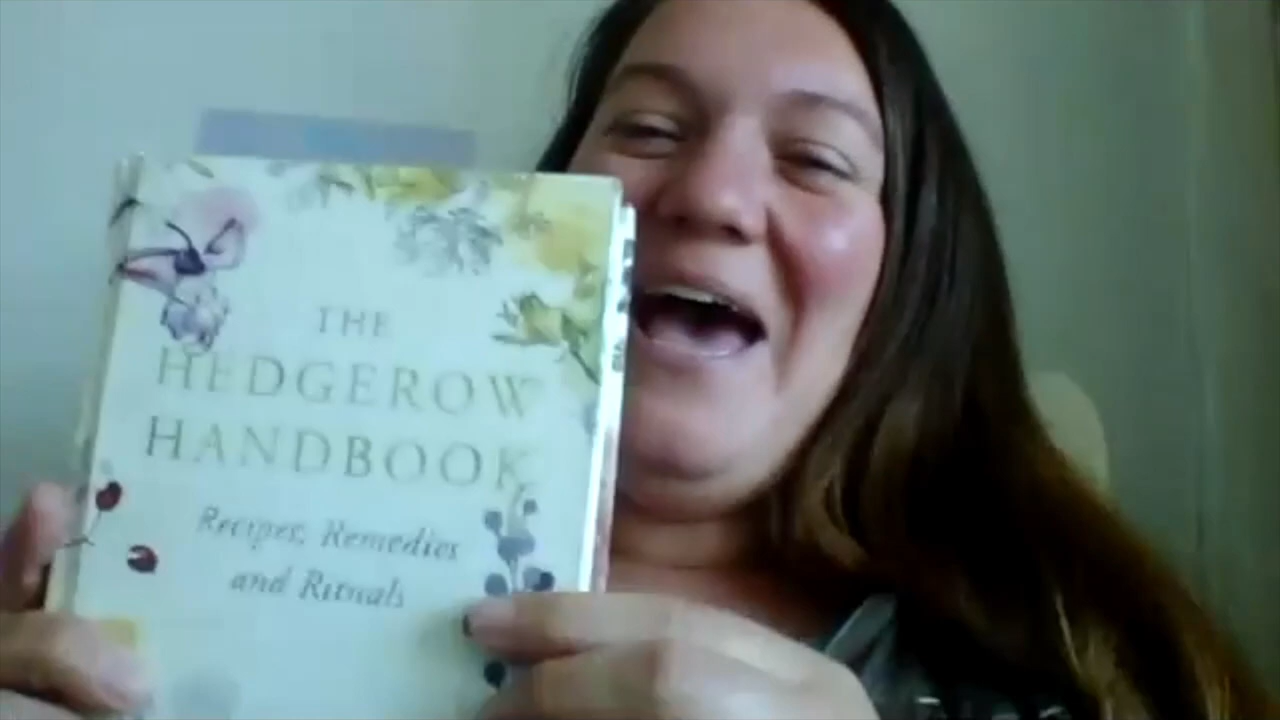 THE
HEDGEROW
HANDBOOK
Recipes, Remedies
and Rituals